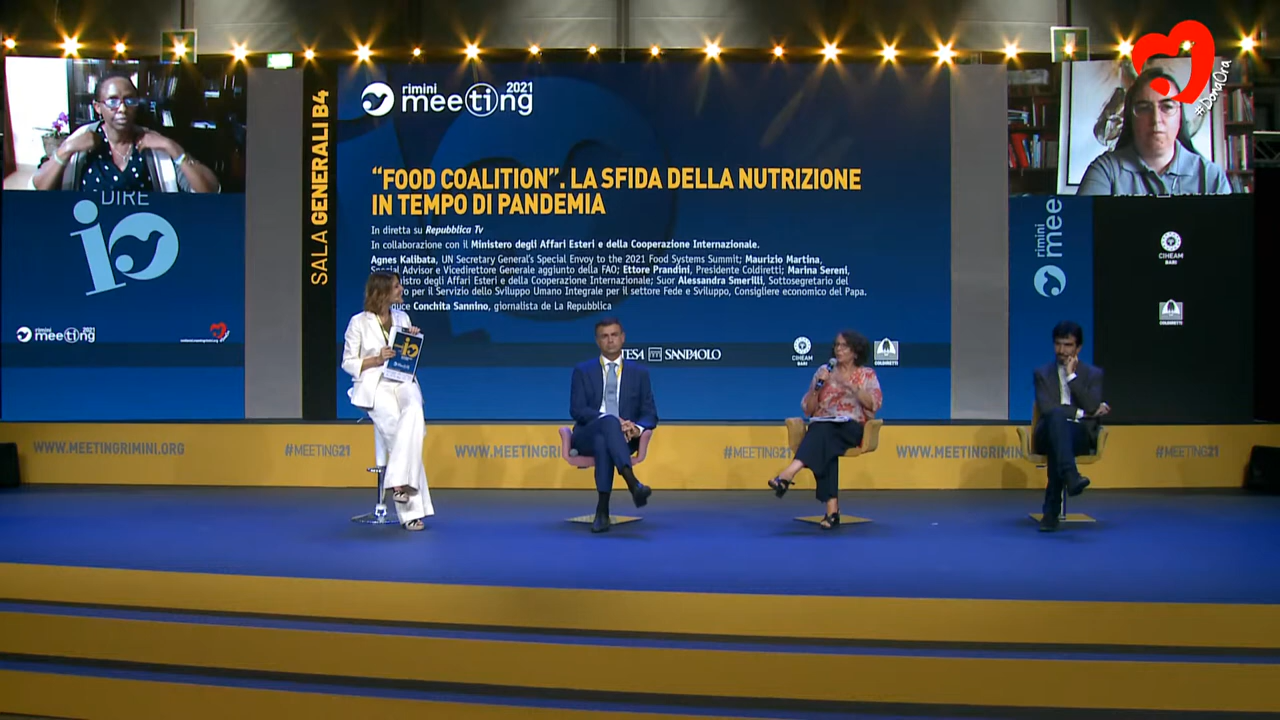 #DonaOra
SALA GENERALI B4
rimini
meeting
2021
“FOOD COALITION”. LA SFIDA DELLA NUTRIZIONE
IN TEMPO DI PANDEMIA
In diretta su Repubblica Tv
In collaborazione con il Ministero degli Affari Esteri e della Cooperazione Internazionale.
Agnes Kalibata, UN Secretary General's Special Envoy to the 2021 Food Systems Summit; Maurizio Martina,
Special Advisor e Vicedirettore Generale aggiunto della FAO; Ettore Prandini, Presidente Coldiretti; Marina Sereni,
degli Affari Esteri e della Cooperazione Internazionale; Suor Alessandra Smerilli, Sottosegretario del
per il Servizio dello Sviluppo Umano Integrale per il settore Fede e Sviluppo, Consigliere economico del Papa.
Conchita Sannino, giornalista de La Repubblica
DIRE
io
rimini
meeting
2021
io
TESA SANPAOLO
CIHEAM
BARI
COLDIRETTI
rimini
mee
CIHEAM
BARI
COLDIRETTI
WWW.MEETINGRIMINI.ORG
#MEETING21
WWW.MEETINGRI
#MEETING21
WWW.MEETINGRIMIN
#MEETING21